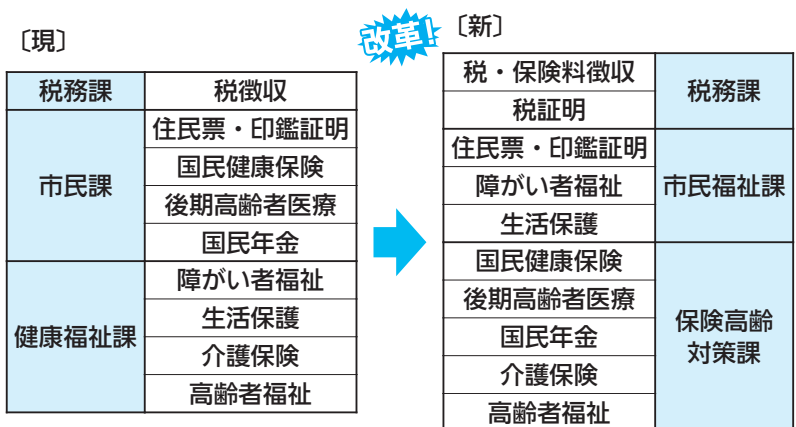 〔現〕
税務課 税徴収
市民課 住民票・印鑑証明
国民健康保険
後期高齢者医療
国民年金
健康福祉課 障がい者福祉
生活保護
介護保険
高齢者福祉
改革!
〔新〕
税・保険料徴収 税務課
税証明
住民票・印鑑証明 市民福祉課
障がい者福祉
生活保護
国民健康保険 保険高齢
対策課
後期高齢者医療
国民年金
介護保険
高齢者福祉